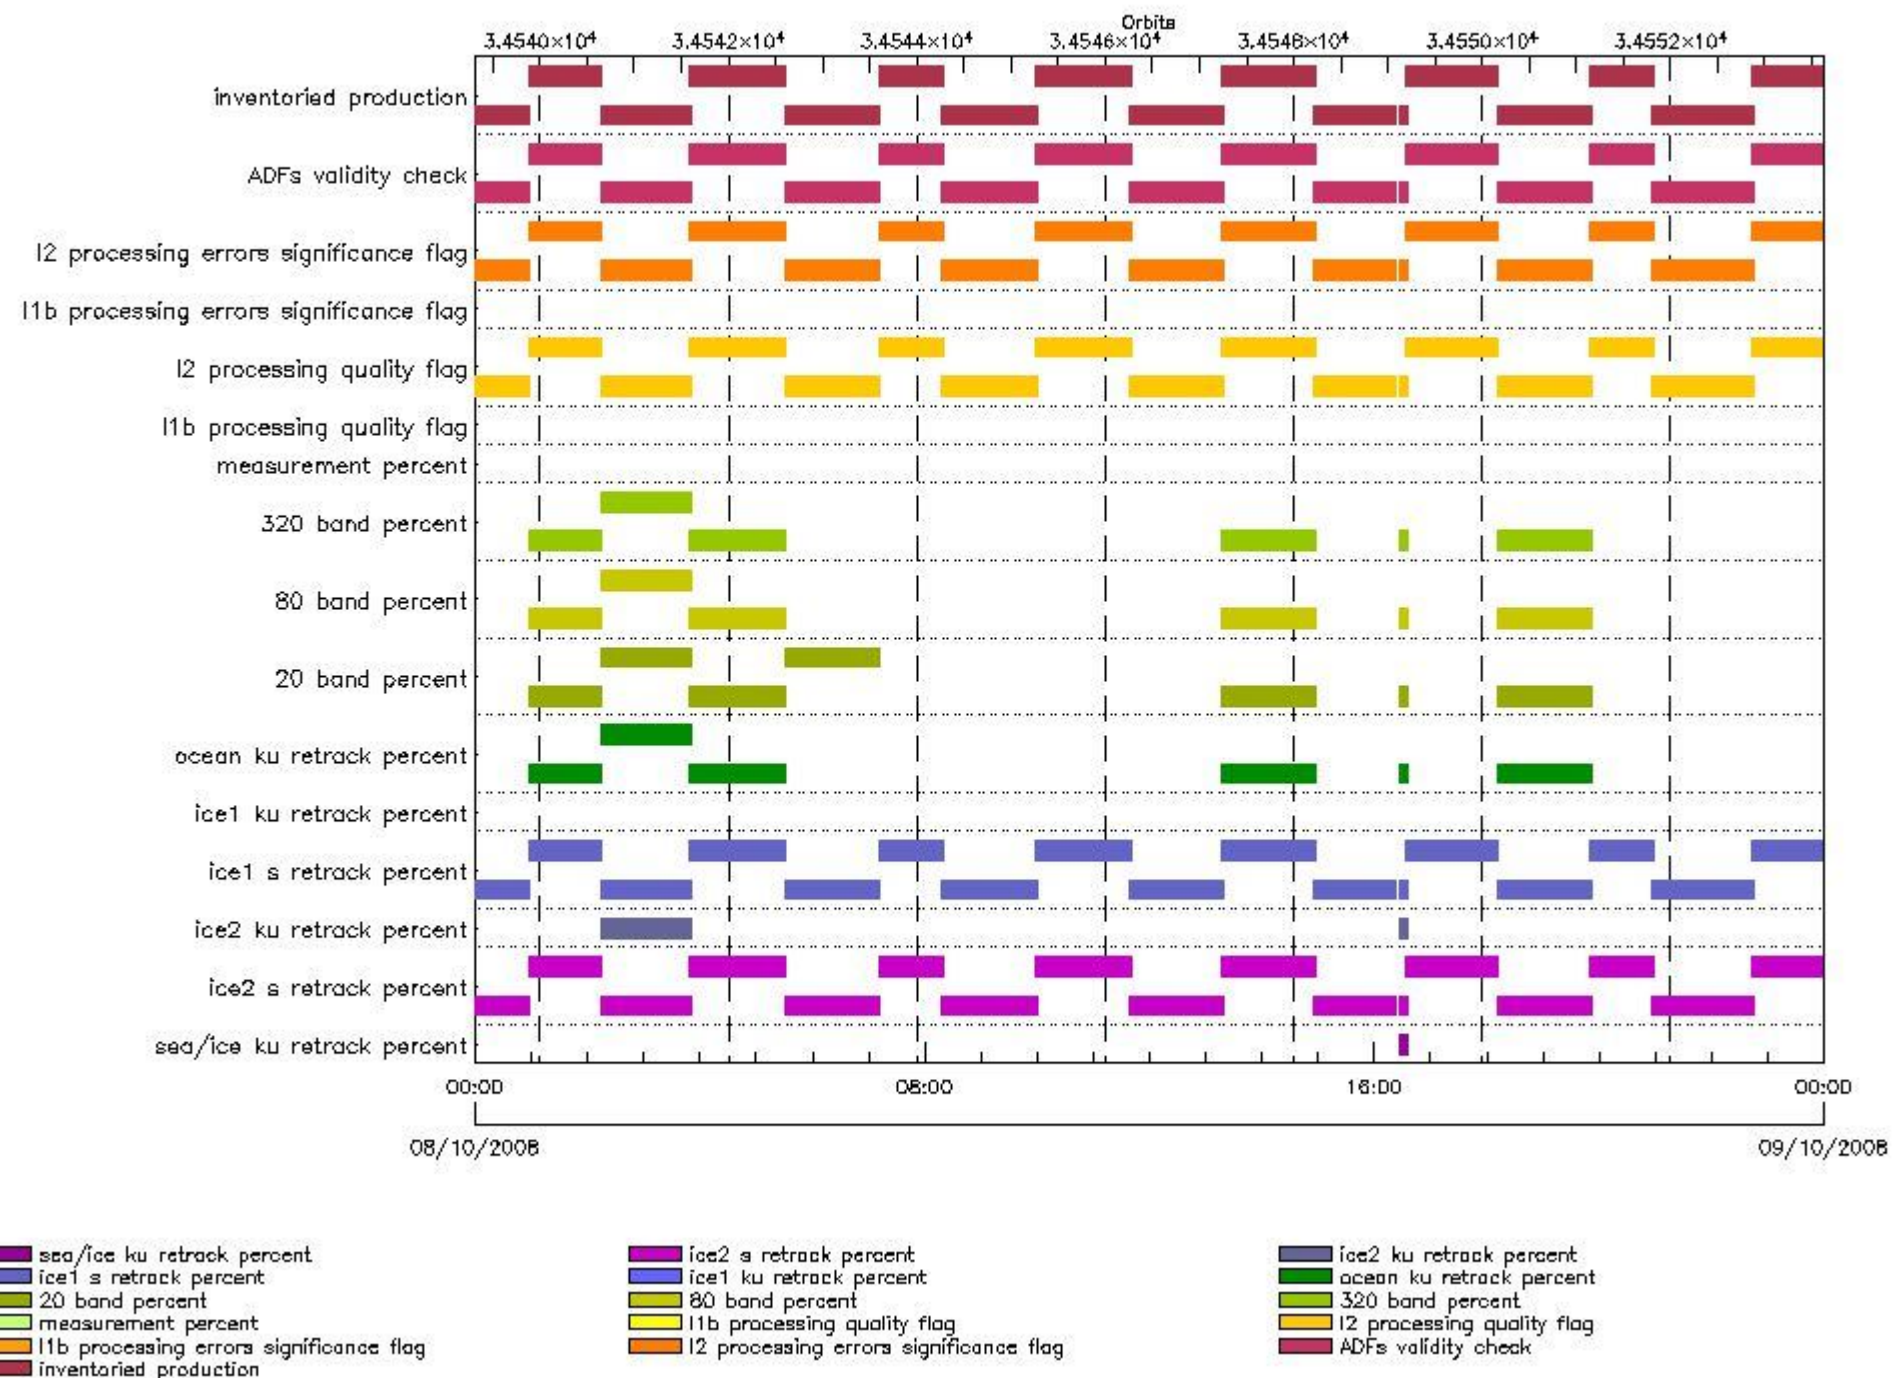 Orbits
3.4540×10⁴ 3.4542×10⁴ 3.4544×10⁴ 3.4546×10⁴ 3.4548×10⁴ 3.4550×10⁴ 3.4552×10⁴
inventoried production
ADFs validity check
l2 processing errors significance flag
l1b processing errors significance flag
l2 processing quality flag
l1b processing quality flag
measurement percent
320 band percent
80 band percent
20 band percent
ocean ku retrack percent
ice1 ku retrack percent
ice1 s retrack percent
ice2 ku retrack percent
ice2 s retrack percent
sea/ice ku retrack percent
00:00 08:00 16:00 00:00
08/10/2008 09/10/2008
sea/ice ku retrack percent ice2 s retrack percent ice2 ku retrack percent
ice1 s retrack percent ice1 ku retrack percent ocean ku retrack percent
20 band percent 80 band percent 320 band percent
measurement percent l1b processing quality flag l2 processing quality flag
l1b processing errors significance flag l2 processing errors significance flag ADFs validity check
inventoried production